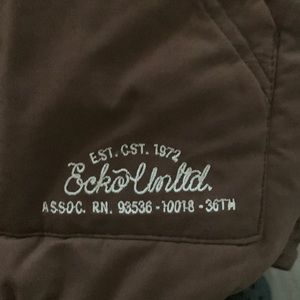 EST. CST. 1972
Ecko Unltd.
ASSOC. RN. 93536 - 10018 - 36TH